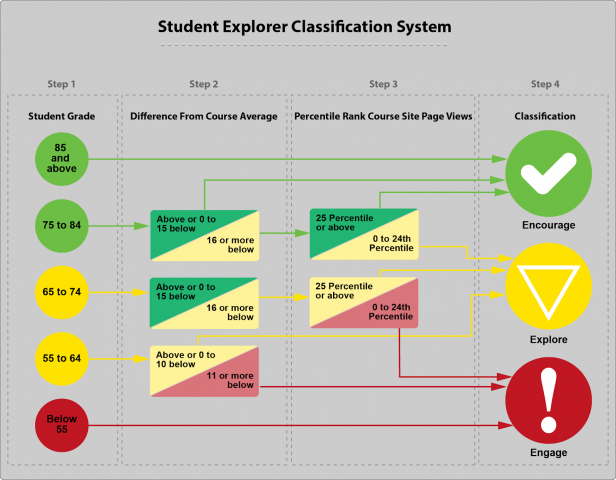 Student Explorer Classification System
Step 1
Step 2
Step 3
Step 4
Student Grade
Difference From Course Average
Percentile Rank Course Site Page Views
Classification
85
and
above
75 to 84
Above or 0 to
15 below
16 or more
below
25 Percentile
or above
0 to 24th
Percentile
Encourage
65 to 74
Above or 0 to
15 below
16 or more
below
25 Percentile
or above
0 to 24th
Percentile
Explore
55 to 64
Above or 0 to
10 below
11 or more
below
Below
55
!
Engage